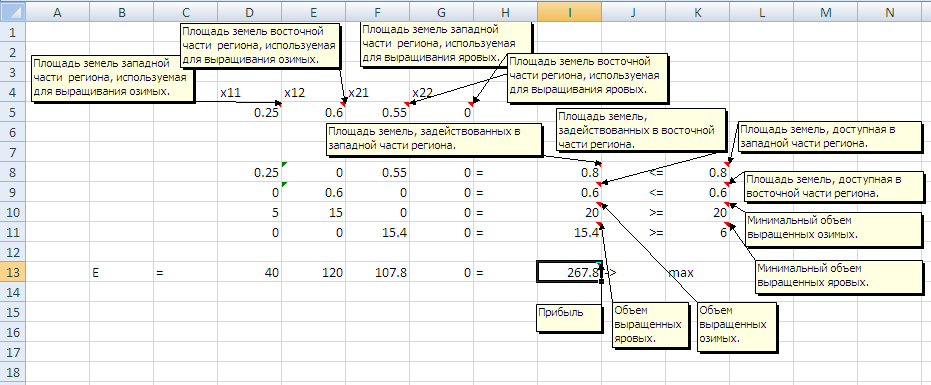 A B C D E F G H I J K L M N
1
Площадь земель восточной
части региона, используемая
для выращивания озимых.
Площадь земель западной
части региона, используемая
для выращивания яровых.
2
3
Площадь земель западной
части региона, используемая
для выращивания озимых.
Площадь земель восточной
части региона, используемая
для выращивания яровых.
4 x11 x12 x21 x22
5 0.25 0.6 0.55 0
6
Площадь земель, задействованных в
западной части региона.
Площадь земель,
задействованных в восточной
части региона.
Площадь земель, доступная в
западной части региона.
7
8 0.25 0 0.55 0 = 0.8 <= 0.8
Площадь земель, доступная в
восточной части региона.
9 0 0.6 0 0 = 0.6 <= 0.6
10 5 15 0 0 = 20 >= 20
Минимальный объем
выращенных озимых.
11 0 0 15.4 0 = 15.4 >= 6
12
13 E = 40 120 107.8 0 = 267.8 -> max
Минимальный объем
выращенных яровых.
14
15
Прибыль
Объем
выращенных
яровых.
Объем
выращенных
озимых.
16
17
18